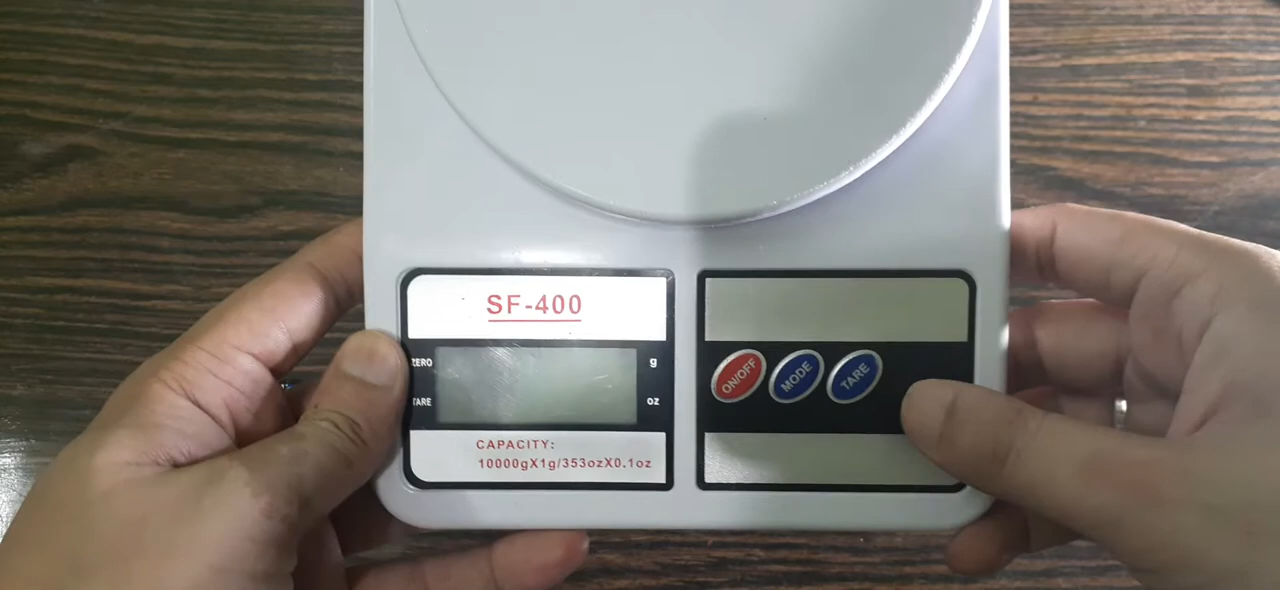 SF-400
ZERO
g
TARE
oz
CAPACITY:
10000gX1g/353ozX0.1oz
ON/OFF
MODE
TARE